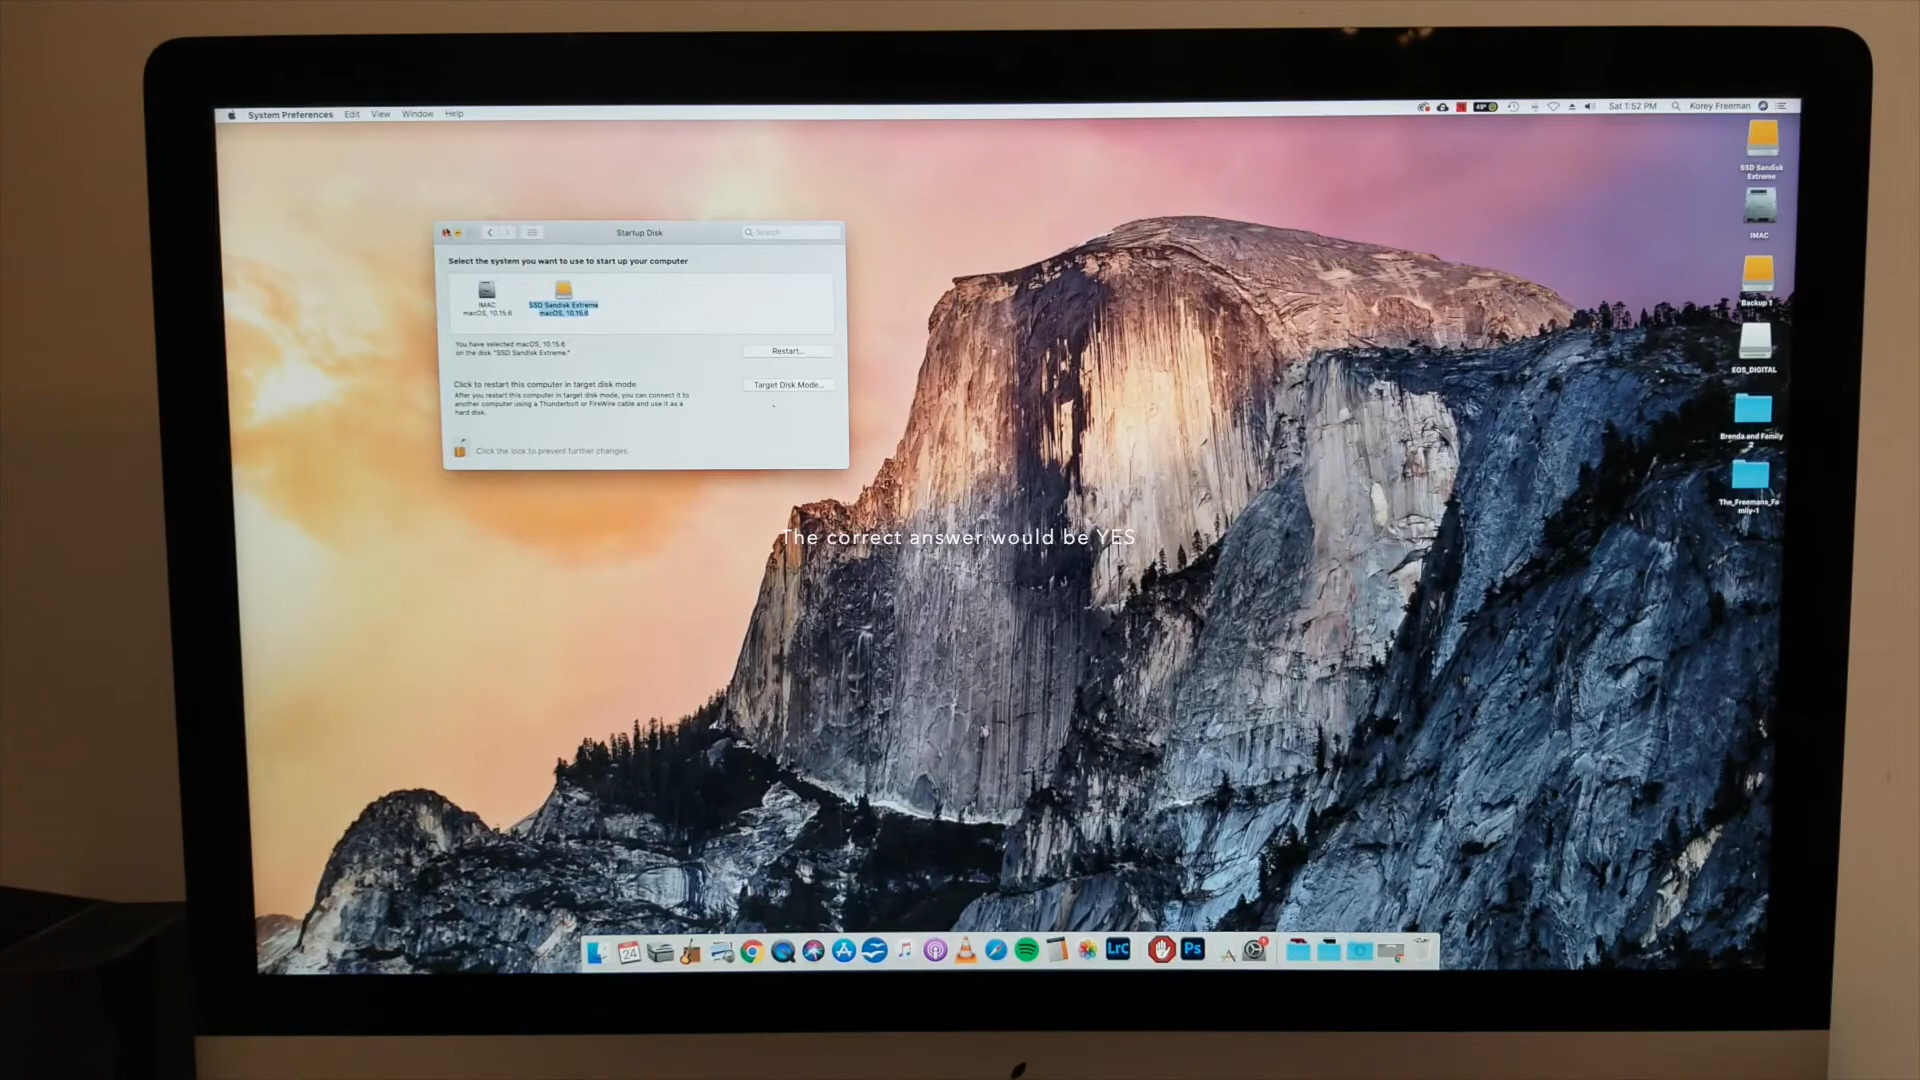 System Preferences Edit View Window Help
Sat 1:52 PM Korey Freeman
Startup Disk
Search
Select the system you want to use to start up your computer
IMAC
macOS, 10.15.6
SSD Sandisk Extreme
macOS, 10.15.6
You have selected macOS, 10.15.6
on the disk "SSD Sandisk Extreme."
Restart...
Click to restart this computer in target disk mode
After you restart this computer in target disk mode, you can connect it to
another computer using a Thunderbolt or FireWire cable and use it as a
hard disk.
Target Disk Mode...
Click the lock to prevent further changes.
SSD Sandisk
Extreme
IMAC
Backup 1
EOS_DIGITAL
Brenda and Family
2
The_Freemans_Fa
mily-1
The correct answer would be YES
24
LrC
Ps